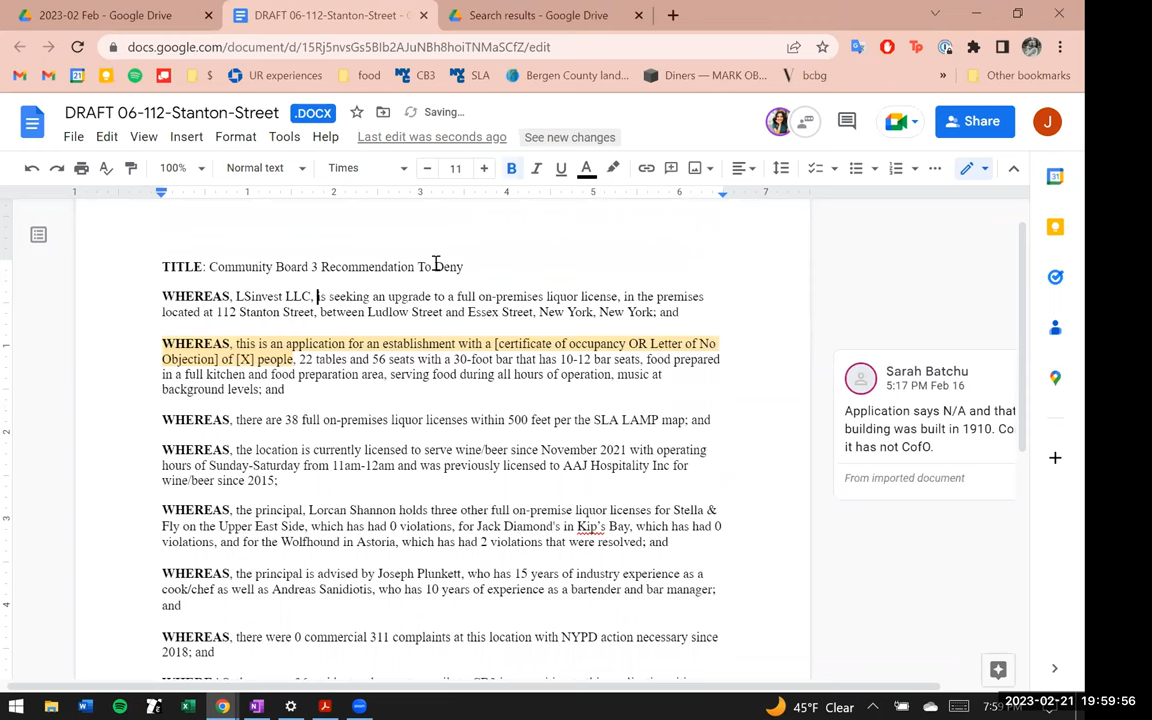 2023-02 Feb - Google Drive
DRAFT 06-112-Stanton-Street -
Search results - Google Drive
docs.google.com/document/d/15Rj5nvsGs5BIb2AJuNBh8hoiTNMaSCfZ/edit
$ UR experiences food CB3 SLA Bergen County land... Diners — MARK OB... bcbg » Other bookmarks
DRAFT 06-112-Stanton-Street .DOCX Saving...
Share J
File Edit View Insert Format Tools Help Last edit was seconds ago See new changes
100% Normal text Times 11 B I U A
1 1 2 3 4 5 6 7
TITLE: Community Board 3 Recommendation To Deny
WHEREAS, LSinvest LLC, is seeking an upgrade to a full on-premises liquor license, in the premises
located at 112 Stanton Street, between Ludlow Street and Essex Street, New York, New York; and
WHEREAS, this is an application for an establishment with a [certificate of occupancy OR Letter of No
Objection] of [X] people, 22 tables and 56 seats with a 30-foot bar that has 10-12 bar seats, food prepared
in a full kitchen and food preparation area, serving food during all hours of operation, music at
background levels; and
WHEREAS, there are 38 full on-premises liquor licenses within 500 feet per the SLA LAMP map; and
WHEREAS, the location is currently licensed to serve wine/beer since November 2021 with operating
hours of Sunday-Saturday from 11am-12am and was previously licensed to AAJ Hospitality Inc for
wine/beer since 2015;
WHEREAS, the principal, Lorcan Shannon holds three other full on-premise liquor licenses for Stella &
Fly on the Upper East Side, which has had 0 violations, for Jack Diamond's in Kip's Bay, which has had 0
violations, and for the Wolfhound in Astoria, which has had 2 violations that were resolved; and
WHEREAS, the principal is advised by Joseph Plunkett, who has 15 years of industry experience as a
cook/chef as well as Andreas Sanidiotis, who has 10 years of experience as a bartender and bar manager;
and
WHEREAS, there were 0 commercial 311 complaints at this location with NYPD action necessary since
2018; and
Sarah Batchu
5:17 PM Feb 16
Application says N/A and that
building was built in 1910. Co
it has not CofO.
From imported document
45°F Clear 7:59
2023-02-21 19:59:56